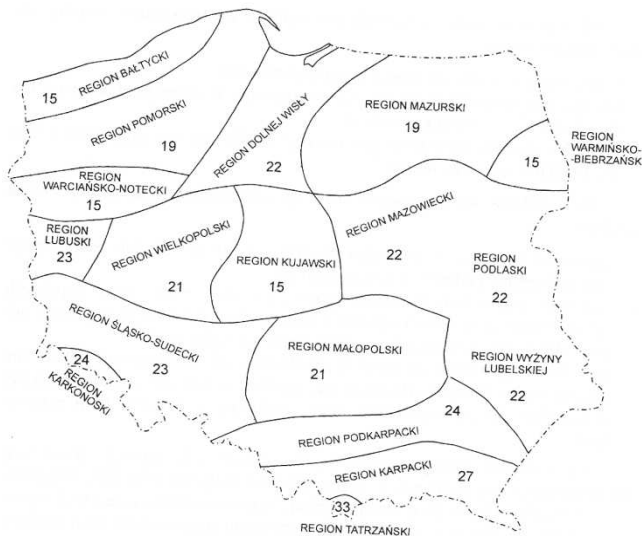 REGION BAŁTYCKI
15
REGION POMORSKI
19
REGION DOLNEJ WISŁY
22
REGION MAZURSKI
19
REGION
WARMIŃSKO-
BIEBRZAŃSK
15
REGION
WARCIAŃSKO-NOTECKI
15
REGION
LUBUSKI
23
REGION WIELKOPOLSKI
21
REGION KUJAWSKI
15
REGION MAZOWIECKI
22
REGION
PODLASKI
22
REGION ŚLĄSKO-SUDECKI
23
24
REGION
KARKONOSKI
REGION MAŁOPOLSKI
21
REGION WYŻYNY
LUBELSKIEJ
22
24
REGION PODKARPACKI
REGION KARPACKI
27
33
REGION TATRZAŃSKI